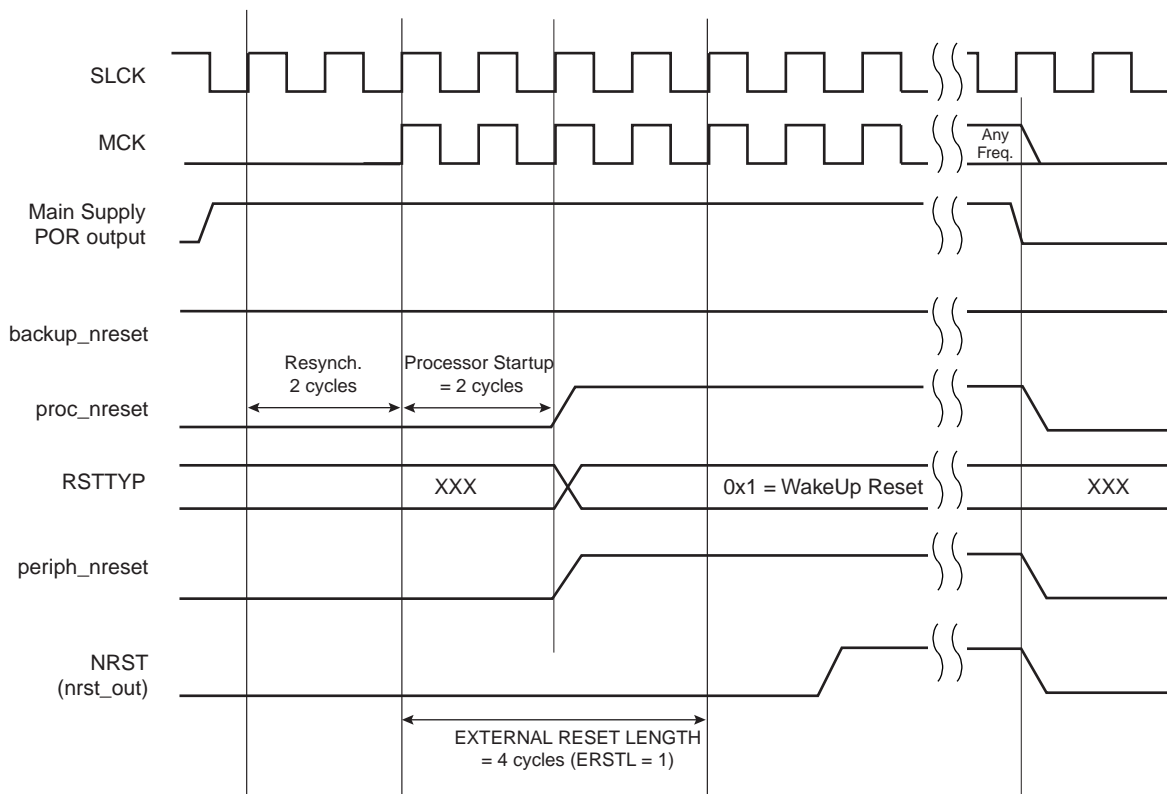 SLCK
MCK
Any
Freq.
Main Supply
POR output
backup_nreset
Resynch.
2 cycles
Processor Startup
= 2 cycles
proc_nreset
RSTTYP
XXX
0x1 = WakeUp Reset
XXX
periph_nreset
NRST
(nrst_out)
EXTERNAL RESET LENGTH
= 4 cycles (ERSTL = 1)